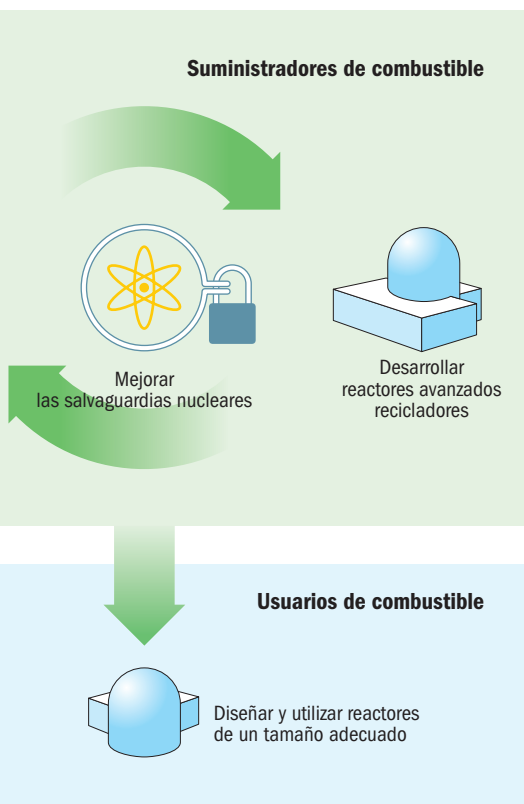 Suministradores de combustible
Mejorar
las salvaguardias nucleares
Desarrollar
reactores avanzados
recicladores
Usuarios de combustible
Diseñar y utilizar reactores
de un tamaño adecuado